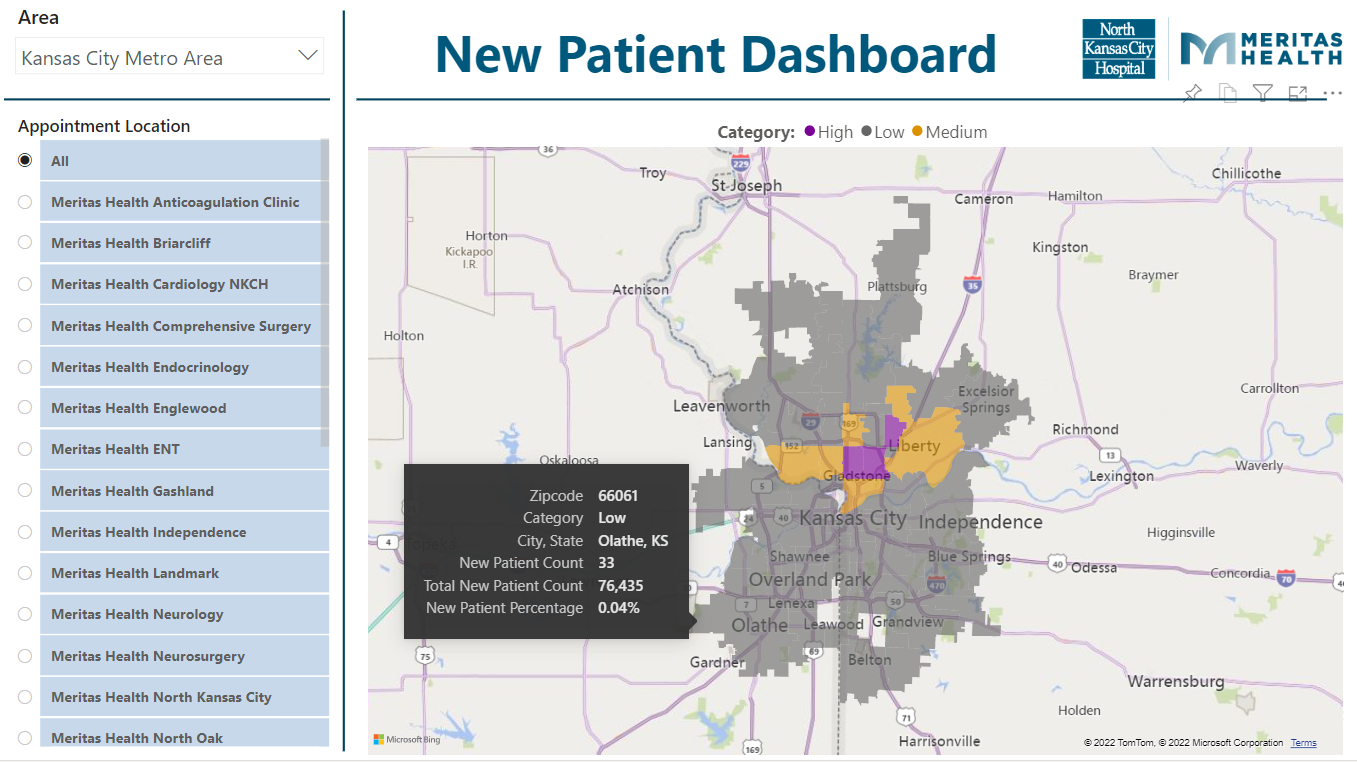 Area
Kansas City Metro Area
New Patient Dashboard
North
Kansas City
Hospital
MERITAS
HEALTH
Appointment Location
All
Meritas Health Anticoagulation Clinic
Meritas Health Briarcliff
Meritas Health Cardiology NKCH
Meritas Health Comprehensive Surgery
Meritas Health Endocrinology
Meritas Health Englewood
Meritas Health ENT
Meritas Health Gashland
Meritas Health Independence
Meritas Health Landmark
Meritas Health Neurology
Meritas Health Neurosurgery
Meritas Health North Kansas City
Meritas Health North Oak
Category: High Low Medium
36
229
Troy
St Joseph
Chillicothe
Cameron
Hamilton
Horton
Kickapoo
I.R.
Kingston
Braymer
Atchison
Plattsburg
35
Holton
Excelsior
Springs
Carrollton
Leavenworth
29
169
Richmond
Lansing
152
Liberty
13
Oskaloosa
Gladstone
Waverly
Lexington
5
Zipcode 66061
Category Low
City, State Olathe, KS
New Patient Count 33
Total New Patient Count 76,435
New Patient Percentage 0.04%
24
40
Kansas City
Independence
Higginsville
4
Topeka
Shawnee
Blue Springs
40
Odessa
Overland Park
470
Concordia
70
7
Lenexa
50
Olathe
Leawood
Grandview
75
69
Gardner
Belton
Warrensburg
71
Holden
Harrisonville
169
Microsoft Bing
© 2022 TomTom, © 2022 Microsoft Corporation Terms